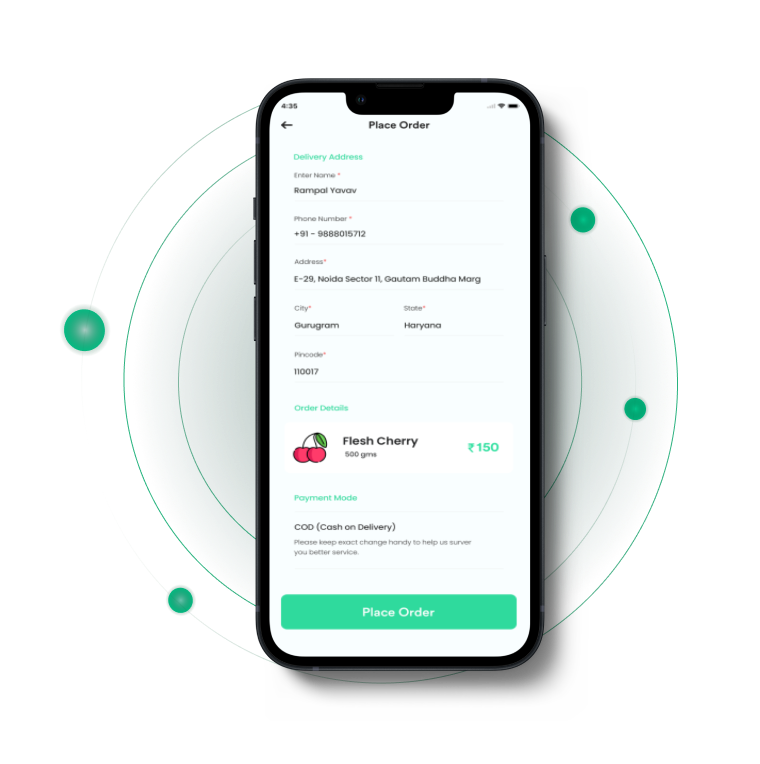 4:35
Place Order
Delivery Address
Enter Name *
Rampal Yavav
Phone Number *
+91 - 9888015712
Address*
E-29, Noida Sector 11, Gautam Buddha Marg
City* State*
Gurugram Haryana
Pincode*
110017
Order Details
Flesh Cherry
500 gms
₹150
Payment Mode
COD (Cash on Delivery)
Please keep exact change handy to help us surver
you better service.
Place Order